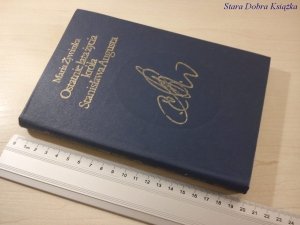 Stara Dobra Książka
Maria Żywirska
Ostatnie lata życia
króla
Stanisława Augusta